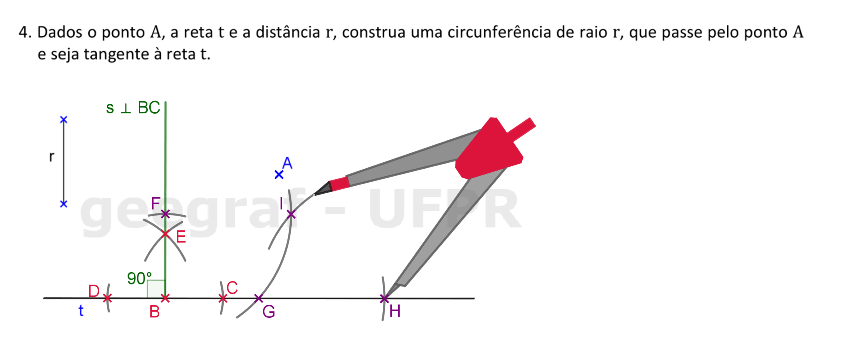 4. Dados o ponto A, a reta t e a distância r, construa uma circunferência de raio r, que passe pelo ponto A
e seja tangente à reta t.
s ⊥ BC
r
A
F
I
geograf - UFPR
E
90°
D
C
t
B
G
H